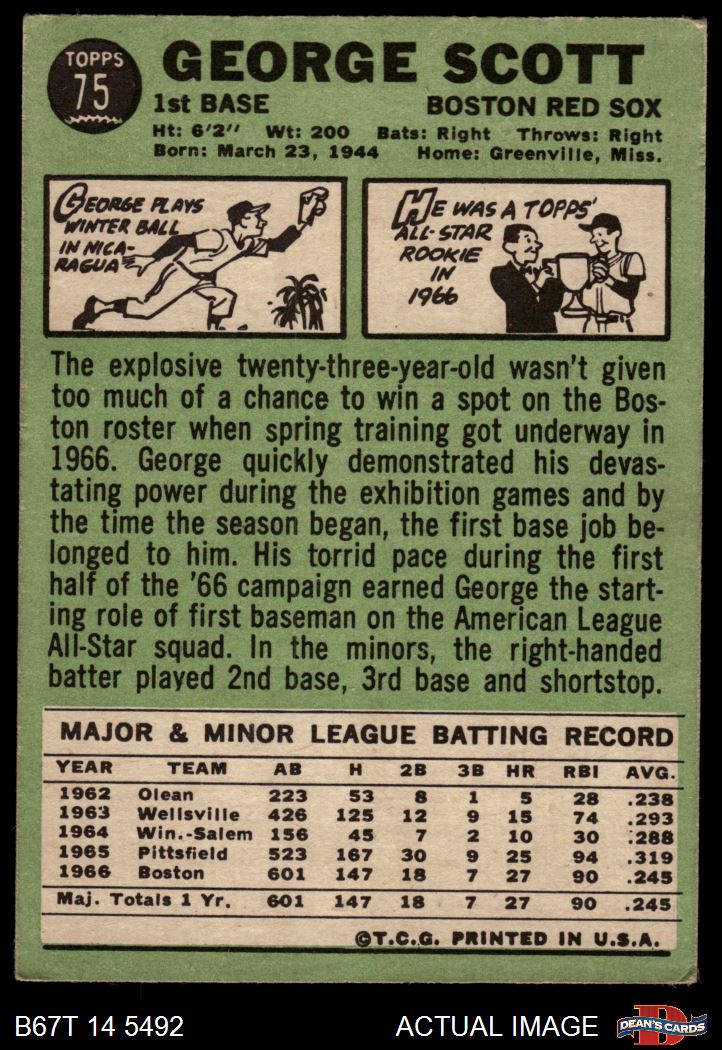 TOPPS
75
GEORGE SCOTT
1st BASE BOSTON RED SOX
Ht: 6'2" Wt: 200 Bats: Right Throws: Right
Born: March 23, 1944 Home: Greenville, Miss.
GEORGE PLAYS
WINTER BALL
IN NICA-
RAGUA
HE WAS A TOPPS'
ALL-STAR
ROOKIE
IN
1966
The explosive twenty-three-year-old wasn't given
too much of a chance to win a spot on the Bos-
ton roster when spring training got underway in
1966. George quickly demonstrated his devas-
tating power during the exhibition games and by
the time the season began, the first base job be-
longed to him. His torrid pace during the first
half of the '66 campaign earned George the start-
ing role of first baseman on the American League
All-Star squad. In the minors, the right-handed
batter played 2nd base, 3rd base and shortstop.
MAJOR & MINOR LEAGUE BATTING RECORD
YEAR TEAM AB H 2B 3B HR RBI AVG.
1962 Olean 223 53 8 1 5 28 .238
1963 Wellsville 426 125 12 9 15 74 .293
1964 Win.-Salem 156 45 7 2 10 30 .288
1965 Pittsfield 523 167 30 9 25 94 .319
1966 Boston 601 147 18 7 27 90 .245
Maj. Totals 1 Yr. 601 147 18 7 27 90 .245
©T.C.G. PRINTED IN U.S.A.
B67T 14 5492 ACTUAL IMAGE DEAN'S CARDS